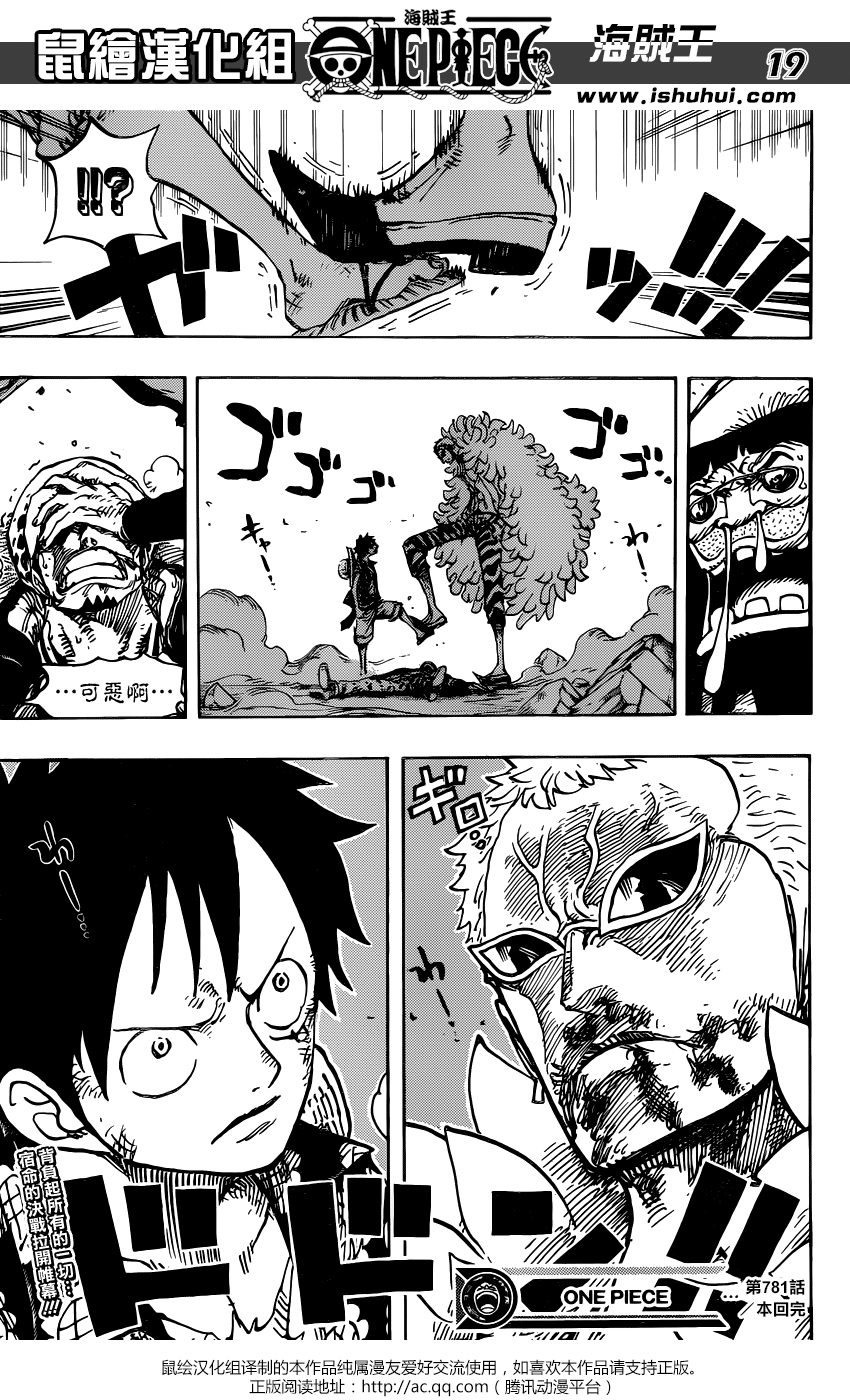 鼠繪漢化組
海賊王
ONE PIECE
海賊王
19
www.ishuhui.com
!!?
ガッ!!!
ゴゴゴ
ゴゴ
キャー…
わー…
…可惡啊…
ギロ
わー…
わー…
ドドン!!
背負起所有的一切…
宿命的決戰拉開帷幕!!
ONE PIECE
…
第781話
／本回完
鼠绘汉化组译制的本作品纯属漫友爱好交流使用，如喜欢本作品请支持正版。
正版阅读地址：http://ac.qq.com（腾讯动漫平台）